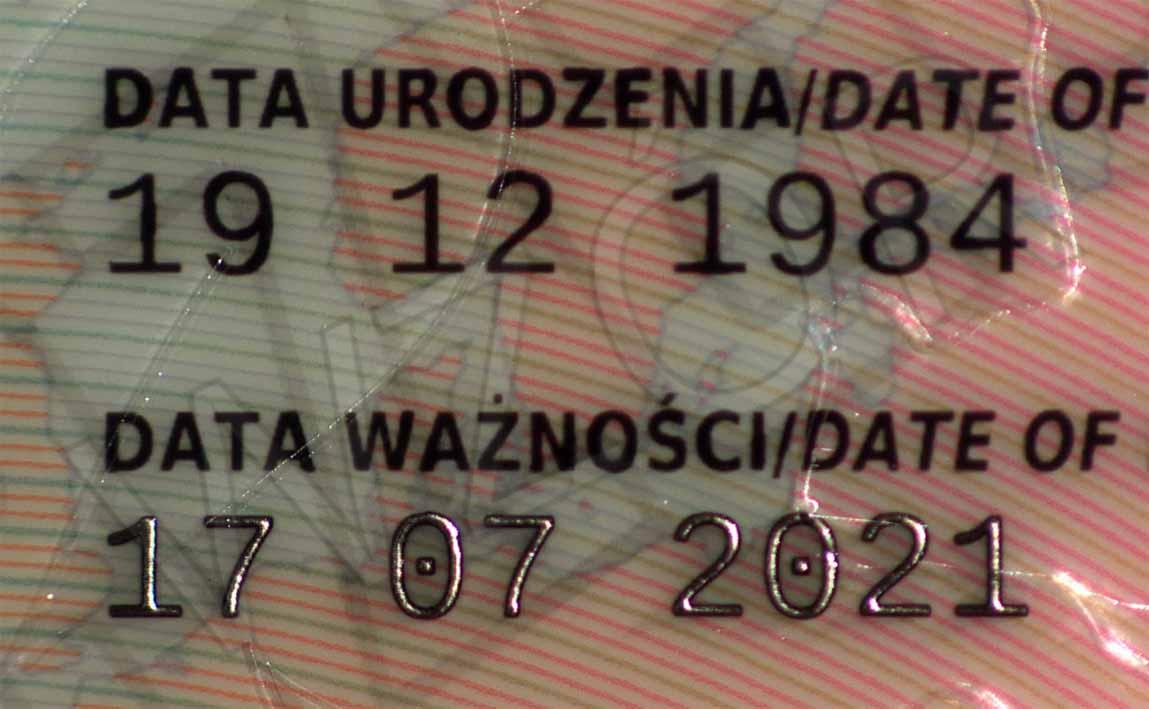 DATA URODZENIA/DATE OF
19 12 1984
DATA WAŻNOŚCI/DATE OF
17 07 2021